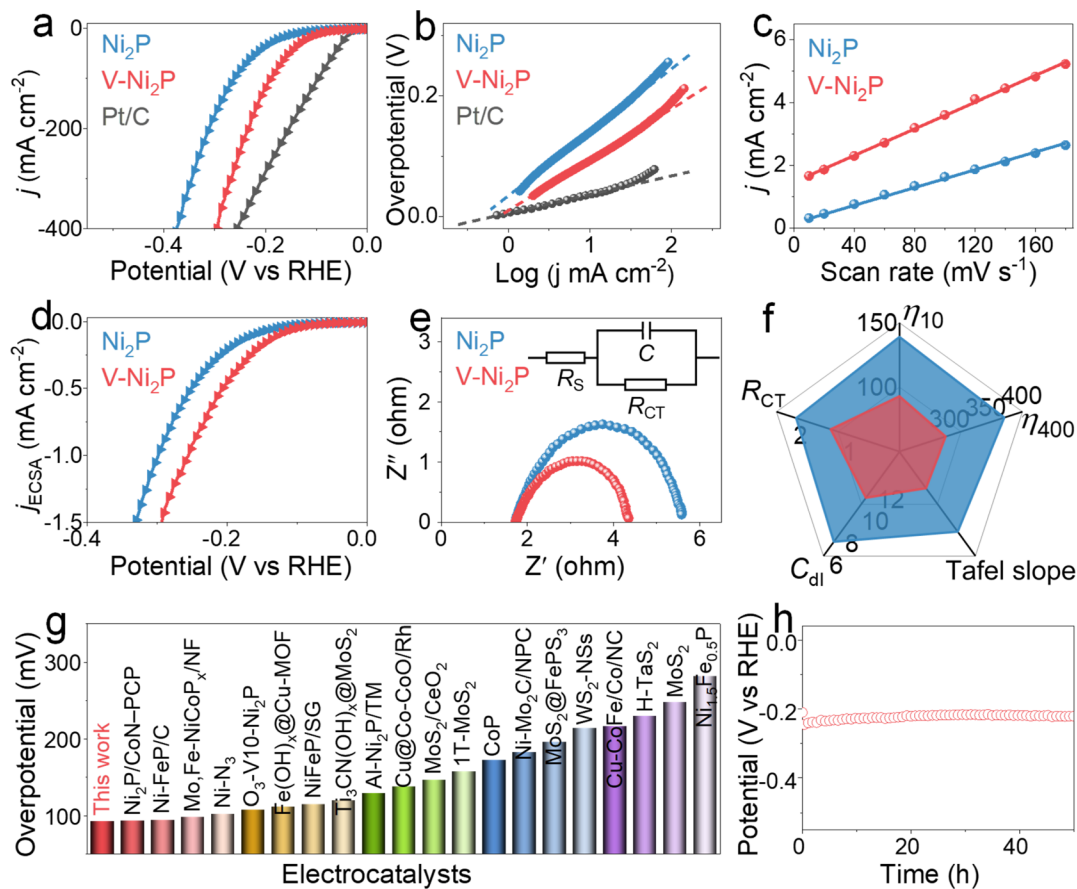 a
Ni2P
V-Ni2P
Pt/C
0
-200
-400
-0.4
-0.2
0.0
j (mA cm-2)
Potential (V vs RHE)
b
Ni2P
V-Ni2P
Pt/C
0.2
0.0
0
1
2
Overpotential (V)
Log (j mA cm-2)
c
Ni2P
V-Ni2P
6
4
2
0
0
40
80
120
160
j (mA cm-2)
Scan rate (mV s-1)
d
Ni2P
V-Ni2P
0.0
-0.5
-1.0
-1.5
-0.4
-0.2
0.0
jECSA (mA cm-2)
Potential (V vs RHE)
e
Ni2P
V-Ni2P
C
RS
RCT
3
2
1
0
0
2
4
6
Z″ (ohm)
Z′ (ohm)
f
η10
150
100
400
350
300
η400
RCT
2
1
12
10
8
6
Cdl
Tafel slope
g
300
200
100
Overpotential (mV)
This work
Ni2P/CoN–PCP
Ni-FeP/C
Mo,Fe-NiCoPx/NF
Ni-N3
O3-V10-Ni2P
Fe(OH)x@Cu-MOF
NiFeP/SG
Ti3CN(OH)x@MoS2
Al-Ni2P/TM
Cu@Co-CoO/Rh
MoS2/CeO2
1T-MoS2
CoP
Ni-Mo2C/NPC
MoS2@FePS3
WS2-NSs
Cu-CoFe/Co/NC
H-TaS2
MoS2
Ni1.5Fe0.5P
Electrocatalysts
h
0.0
-0.2
-0.4
0
20
40
Potential (V vs RHE)
Time (h)